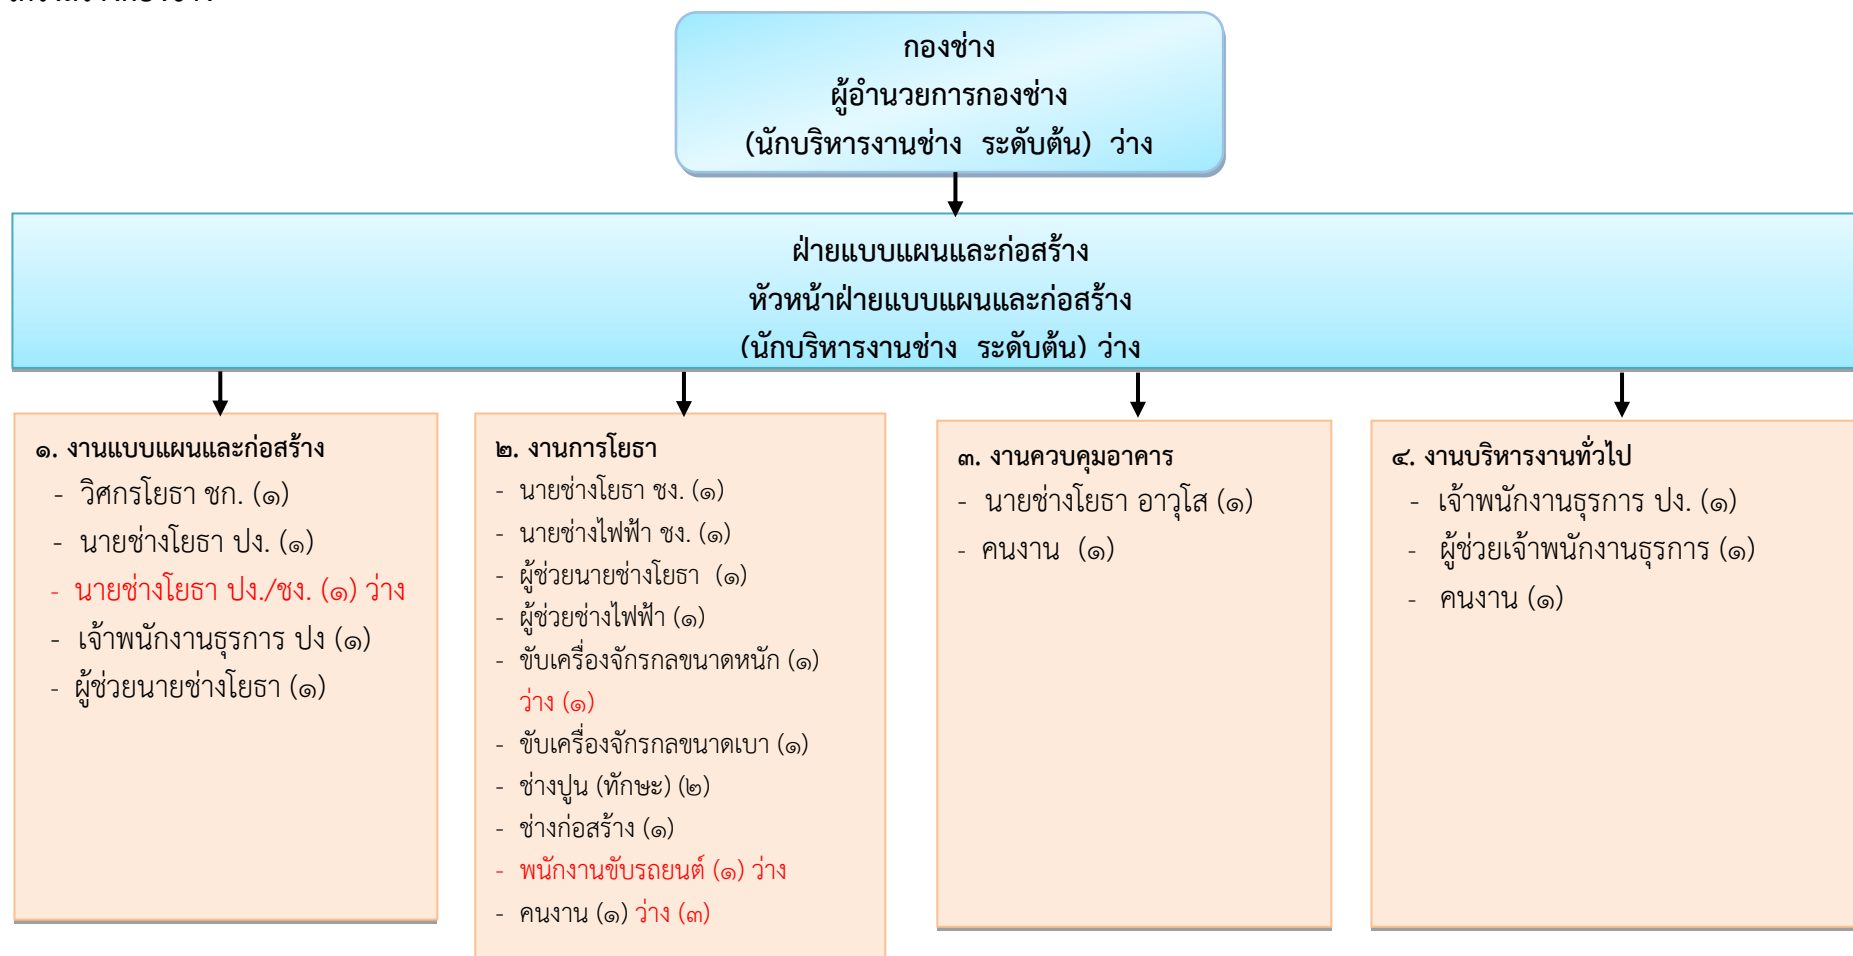 กองช่าง
ผู้อำนวยการกองช่าง
(นักบริหารงานช่าง ระดับต้น) ว่าง
ฝ่ายแบบแผนและก่อสร้าง
หัวหน้าฝ่ายแบบแผนและก่อสร้าง
(นักบริหารงานช่าง ระดับต้น) ว่าง
๑. งานแบบแผนและก่อสร้าง
- วิศกรโยธา ชก. (๑)
- นายช่างโยธา ปง. (๑)
- นายช่างโยธา ปง./ชง. (๑) ว่าง
- เจ้าพนักงานธุรการ ปง (๑)
- ผู้ช่วยนายช่างโยธา (๑)
๒. งานการโยธา
- นายช่างโยธา ชง. (๑)
- นายช่างไฟฟ้า ชง. (๑)
- ผู้ช่วยนายช่างโยธา (๑)
- ผู้ช่วยช่างไฟฟ้า (๑)
- ขับเครื่องจักรกลขนาดหนัก (๑)
ว่าง (๑)
- ขับเครื่องจักรกลขนาดเบา (๑)
- ช่างปูน (ทักษะ) (๒)
- ช่างก่อสร้าง (๑)
- พนักงานขับรถยนต์ (๑) ว่าง
- คนงาน (๑) ว่าง (๓)
๓. งานควบคุมอาคาร
- นายช่างโยธา อาวุโส (๑)
- คนงาน (๑)
๔. งานบริหารงานทั่วไป
- เจ้าพนักงานธุรการ ปง. (๑)
- ผู้ช่วยเจ้าพนักงานธุรการ (๑)
- คนงาน (๑)